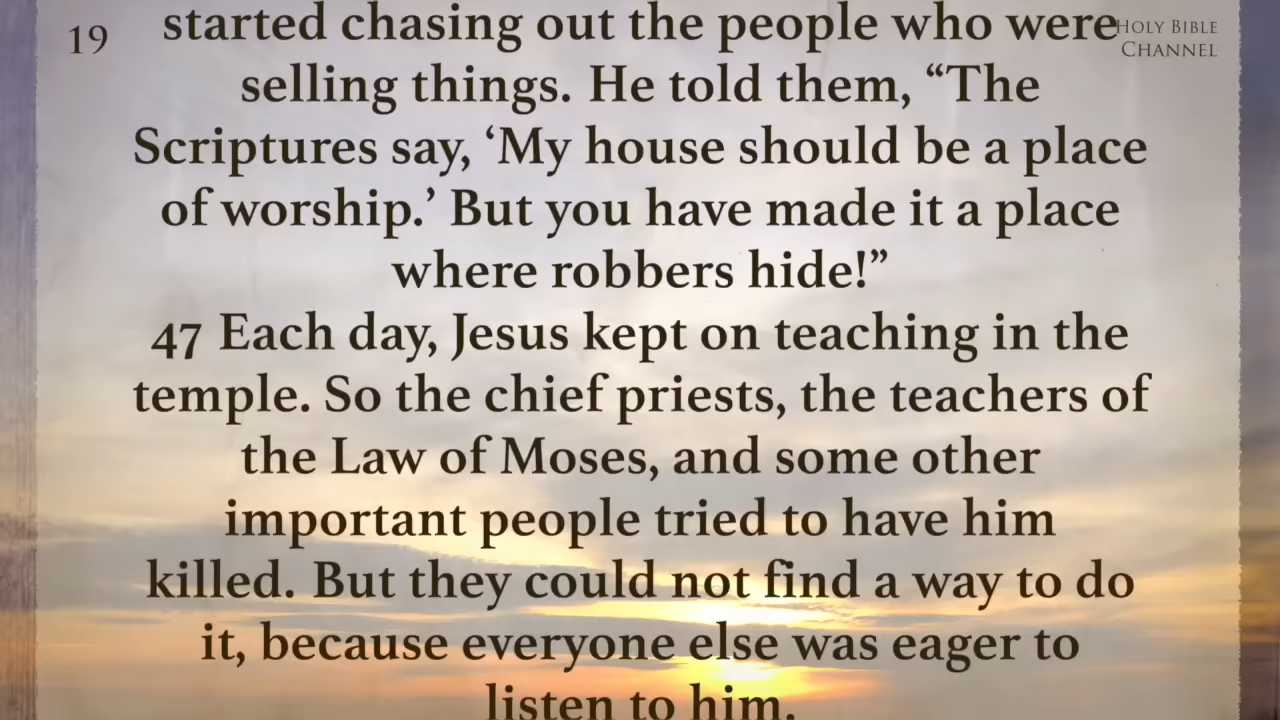 19
HOLY BIBLE
CHANNEL
started chasing out the people who were
selling things. He told them, “The
Scriptures say, ‘My house should be a place
of worship.’ But you have made it a place
where robbers hide!”
47 Each day, Jesus kept on teaching in the
temple. So the chief priests, the teachers of
the Law of Moses, and some other
important people tried to have him
killed. But they could not find a way to do
it, because everyone else was eager to
listen to him.